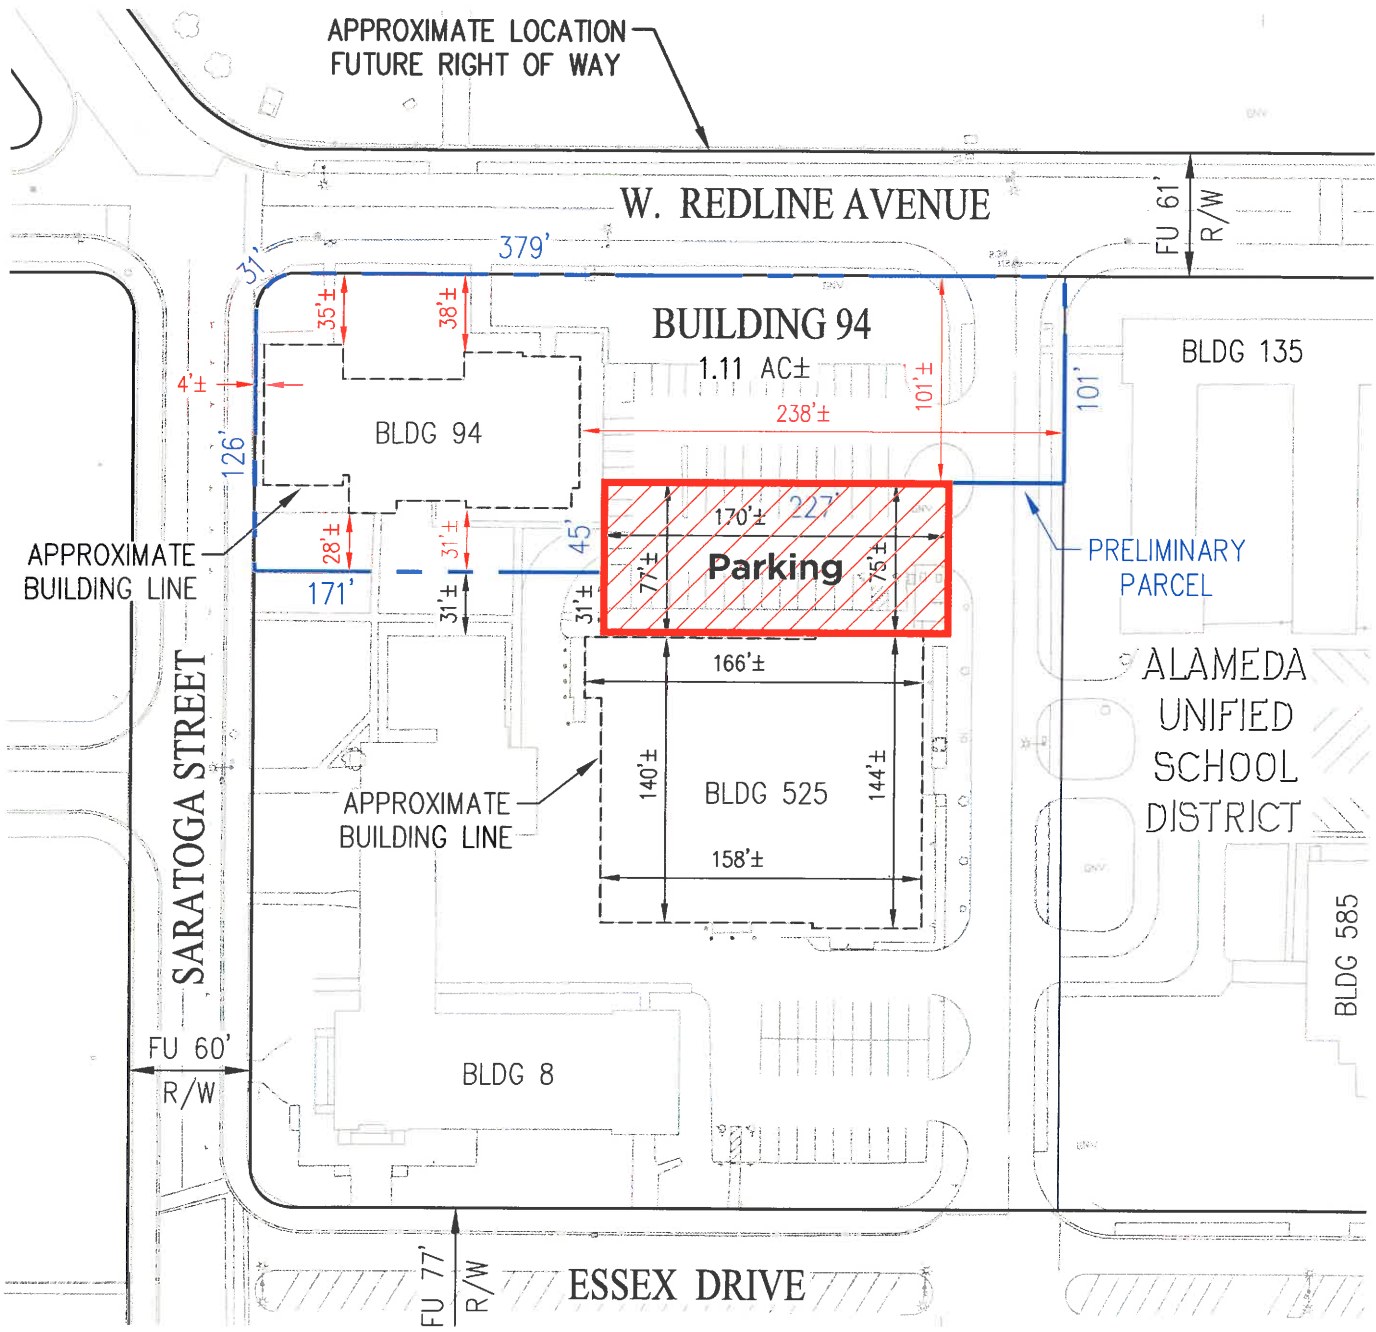 APPROXIMATE LOCATION
FUTURE RIGHT OF WAY
W. REDLINE AVENUE
FU 61'
R/W
379'
31'
35'±
38'±
BUILDING 94
1.11 AC±
101'±
BLDG 135
4'±
238'±
101'
126'
BLDG 94
227'
170'±
45'
28'±
31'±
APPROXIMATE
BUILDING LINE
PRELIMINARY
PARCEL
77'±
Parking
75'±
171'
31'±
31'±
166'±
ALAMEDA
UNIFIED
SCHOOL
DISTRICT
SARATOGA STREET
140'±
BLDG 525
144'±
APPROXIMATE
BUILDING LINE
158'±
BLDG 585
FU 60'
R/W
BLDG 8
FU 77'
R/W
ESSEX DRIVE